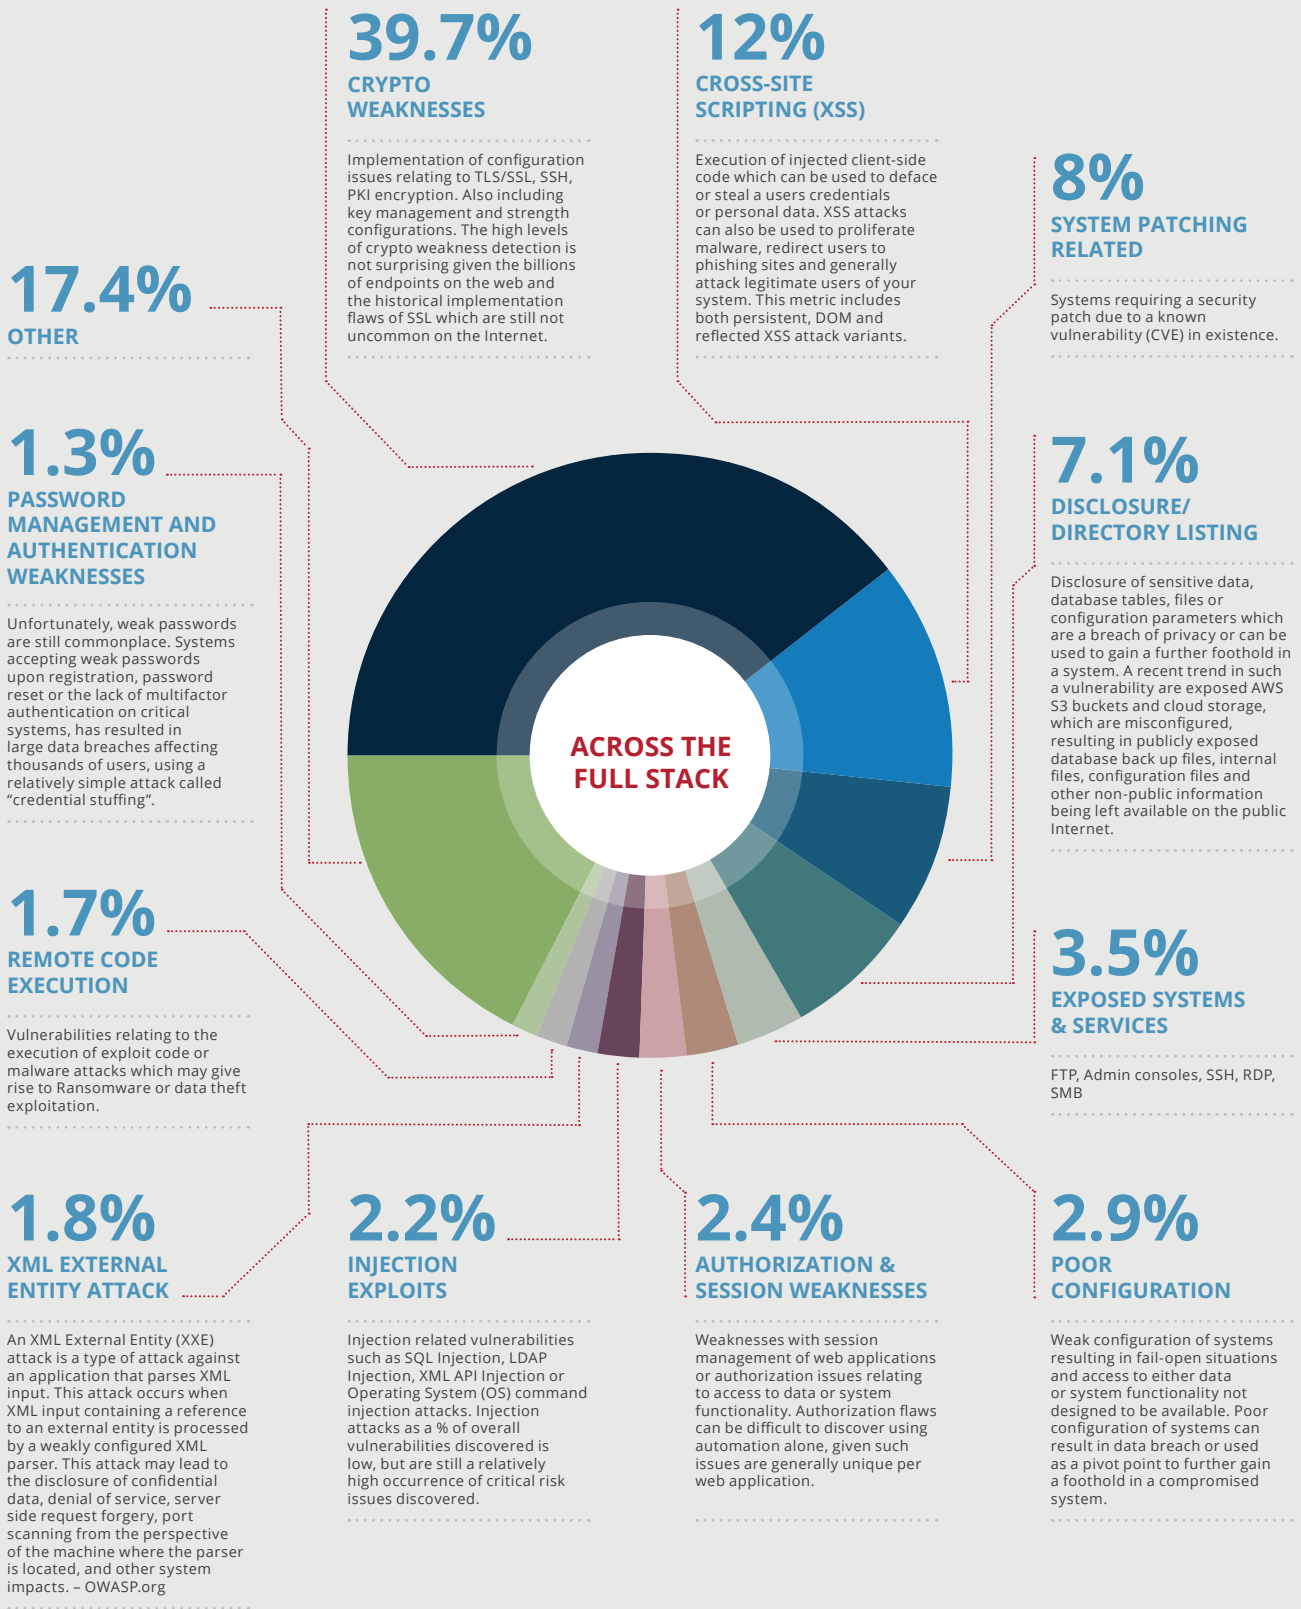 39.7%
CRYPTO
WEAKNESSES
Implementation of configuration
issues relating to TLS/SSL, SSH,
PKI encryption. Also including
key management and strength
configurations. The high levels
of crypto weakness detection is
not surprising given the billions
of endpoints on the web and
the historical implementation
flaws of SSL which are still not
uncommon on the Internet.
12%
CROSS-SITE
SCRIPTING (XSS)
Execution of injected client-side
code which can be used to deface
or steal a users credentials
or personal data. XSS attacks
can also be used to proliferate
malware, redirect users to
phishing sites and generally
attack legitimate users of your
system. This metric includes
both persistent, DOM and
reflected XSS attack variants.
8%
SYSTEM PATCHING
RELATED
Systems requiring a security
patch due to a known
vulnerability (CVE) in existence.
17.4%
OTHER
1.3%
PASSWORD
MANAGEMENT AND
AUTHENTICATION
WEAKNESSES
Unfortunately, weak passwords
are still commonplace. Systems
accepting weak passwords
upon registration, password
reset or the lack of multifactor
authentication on critical
systems, has resulted in
large data breaches affecting
thousands of users, using a
relatively simple attack called
“credential stuffing”.
7.1%
DISCLOSURE/
DIRECTORY LISTING
Disclosure of sensitive data,
database tables, files or
configuration parameters which
are a breach of privacy or can be
used to gain a further foothold in
a system. A recent trend in such
a vulnerability are exposed AWS
S3 buckets and cloud storage,
which are misconfigured,
resulting in publicly exposed
database back up files, internal
files, configuration files and
other non-public information
being left available on the public
Internet.
ACROSS THE
FULL STACK
1.7%
REMOTE CODE
EXECUTION
Vulnerabilities relating to the
execution of exploit code or
malware attacks which may give
rise to Ransomware or data theft
exploitation.
3.5%
EXPOSED SYSTEMS
& SERVICES
FTP, Admin consoles, SSH, RDP,
SMB
1.8%
XML EXTERNAL
ENTITY ATTACK
An XML External Entity (XXE)
attack is a type of attack against
an application that parses XML
input. This attack occurs when
XML input containing a reference
to an external entity is processed
by a weakly configured XML
parser. This attack may lead to
the disclosure of confidential
data, denial of service, server
side request forgery, port
scanning from the perspective
of the machine where the parser
is located, and other system
impacts. – OWASP.org
2.2%
INJECTION
EXPLOITS
Injection related vulnerabilities
such as SQL Injection, LDAP
Injection, XML API Injection or
Operating System (OS) command
injection attacks. Injection
attacks as a % of overall
vulnerabilities discovered is
low, but are still a relatively
high occurrence of critical risk
issues discovered.
2.4%
AUTHORIZATION &
SESSION WEAKNESSES
Weaknesses with session
management of web applications
or authorization issues relating
to access to data or system
functionality. Authorization flaws
can be difficult to discover using
automation alone, given such
issues are generally unique per
web application.
2.9%
POOR
CONFIGURATION
Weak configuration of systems
resulting in fail-open situations
and access to either data
or system functionality not
designed to be available. Poor
configuration of systems can
result in data breach or used
as a pivot point to further gain
a foothold in a compromised
system.